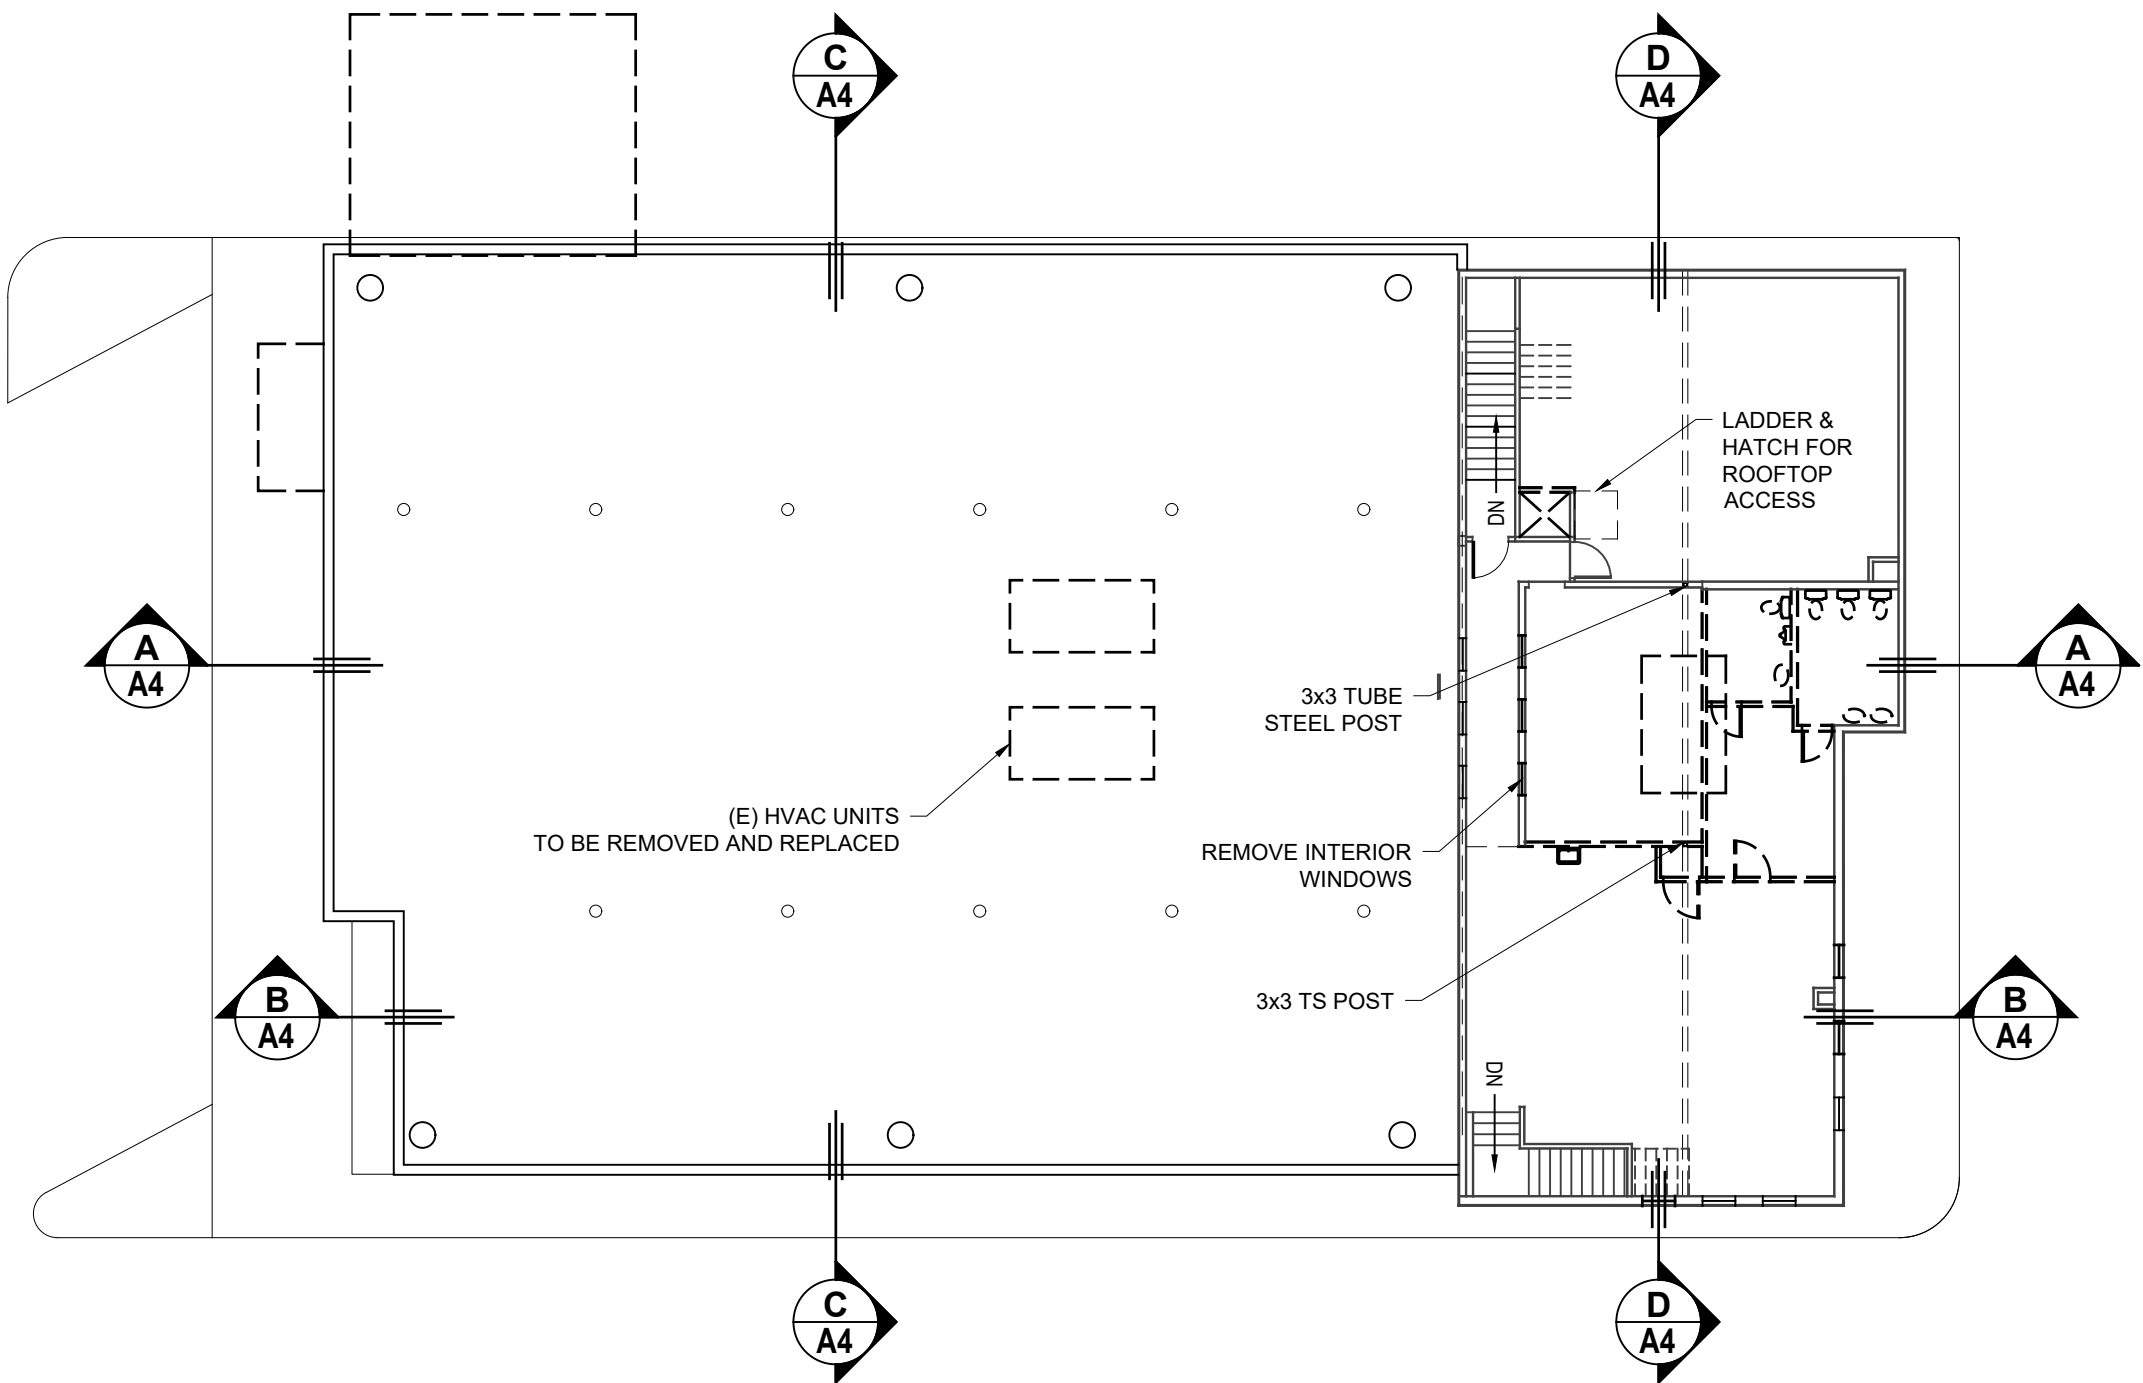 C
A4
D
A4
LADDER &
HATCH FOR
ROOFTOP
ACCESS
DN
A
A4
A
A4
3x3 TUBE
STEEL POST
(E) HVAC UNITS
TO BE REMOVED AND REPLACED
REMOVE INTERIOR
WINDOWS
3x3 TS POST
B
A4
B
A4
DN
C
A4
D
A4